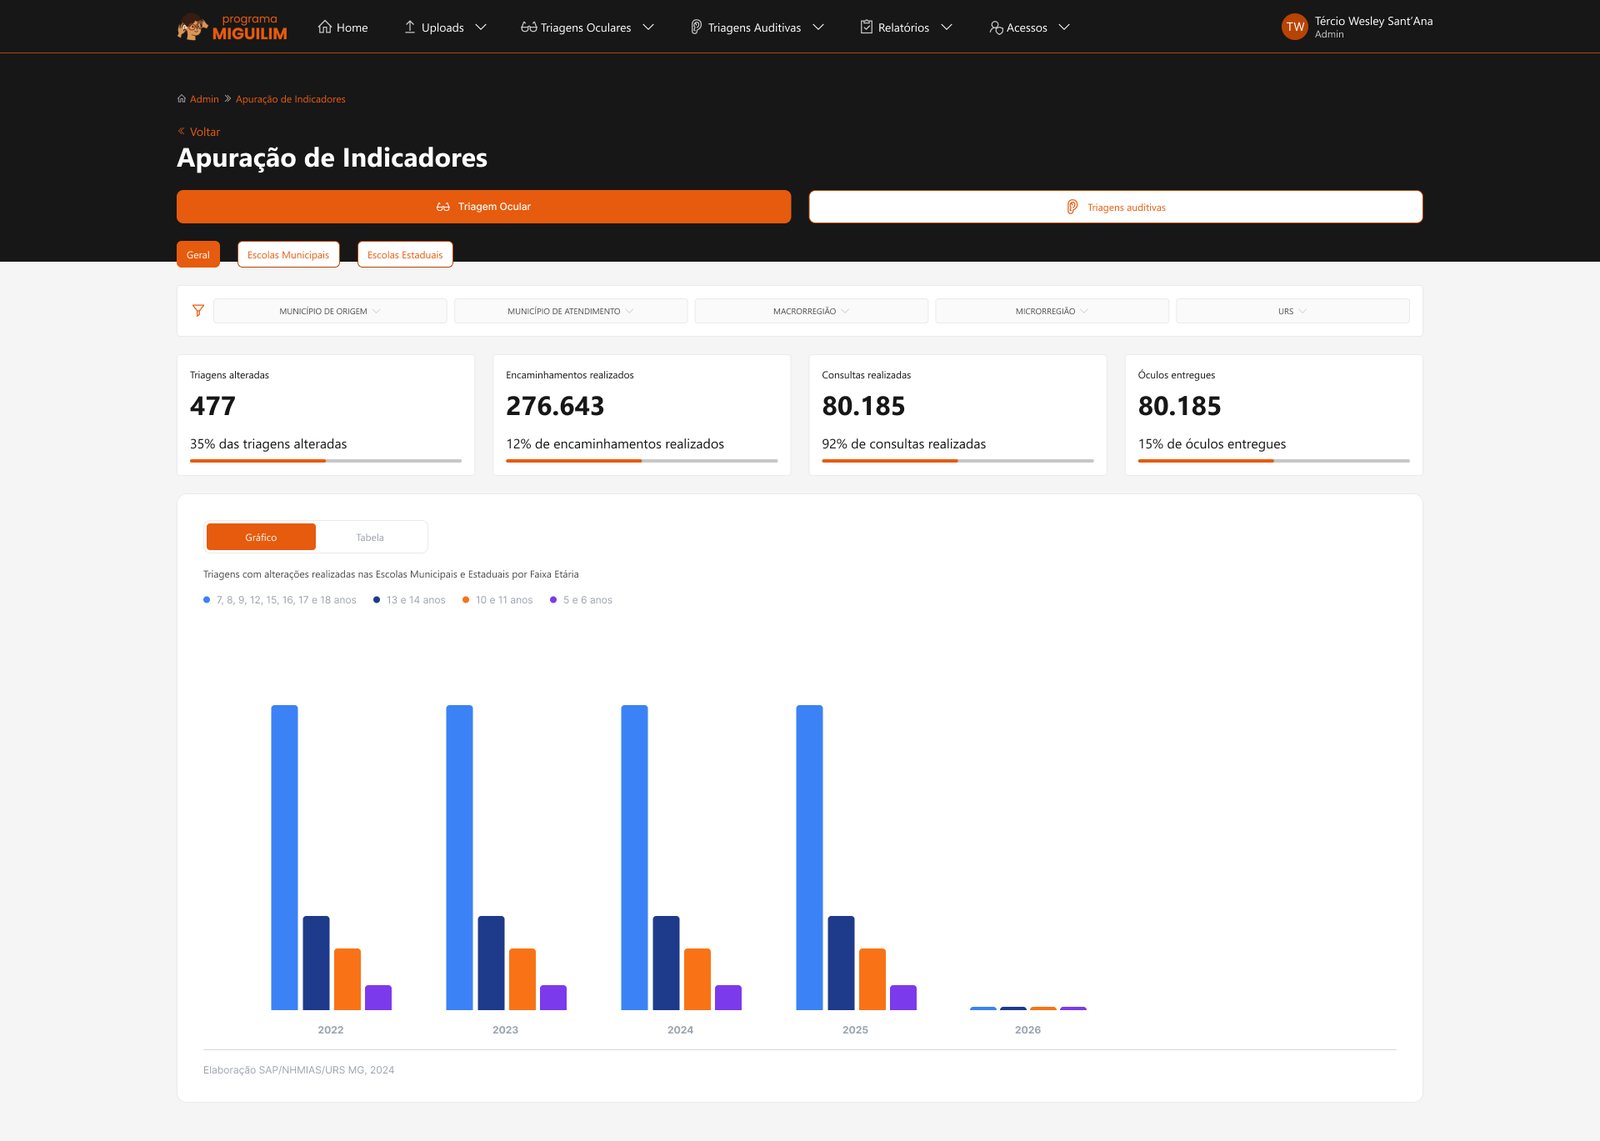 programa
MIGUILIM
Home
Uploads
Triagens Oculares
Triagens Auditivas
Relatórios
Acessos
TW
Tércio Wesley Sant'Ana
Admin
Admin
Apuração de Indicadores
Voltar
Apuração de Indicadores
Triagem Ocular
Triagens auditivas
Geral
Escolas Municipais
Escolas Estaduais
MUNICÍPIO DE ORIGEM
MUNICÍPIO DE ATENDIMENTO
MACRORREGIÃO
MICRORREGIÃO
URS
Triagens alteradas
477
35% das triagens alteradas
Encaminhamentos realizados
276.643
12% de encaminhamentos realizados
Consultas realizadas
80.185
92% de consultas realizadas
Óculos entregues
80.185
15% de óculos entregues
Gráfico
Tabela
Triagens com alterações realizadas nas Escolas Municipais e Estaduais por Faixa Etária
7, 8, 9, 12, 15, 16, 17 e 18 anos
13 e 14 anos
10 e 11 anos
5 e 6 anos
2022
2023
2024
2025
2026
Elaboração SAP/NHMIAS/URS MG, 2024